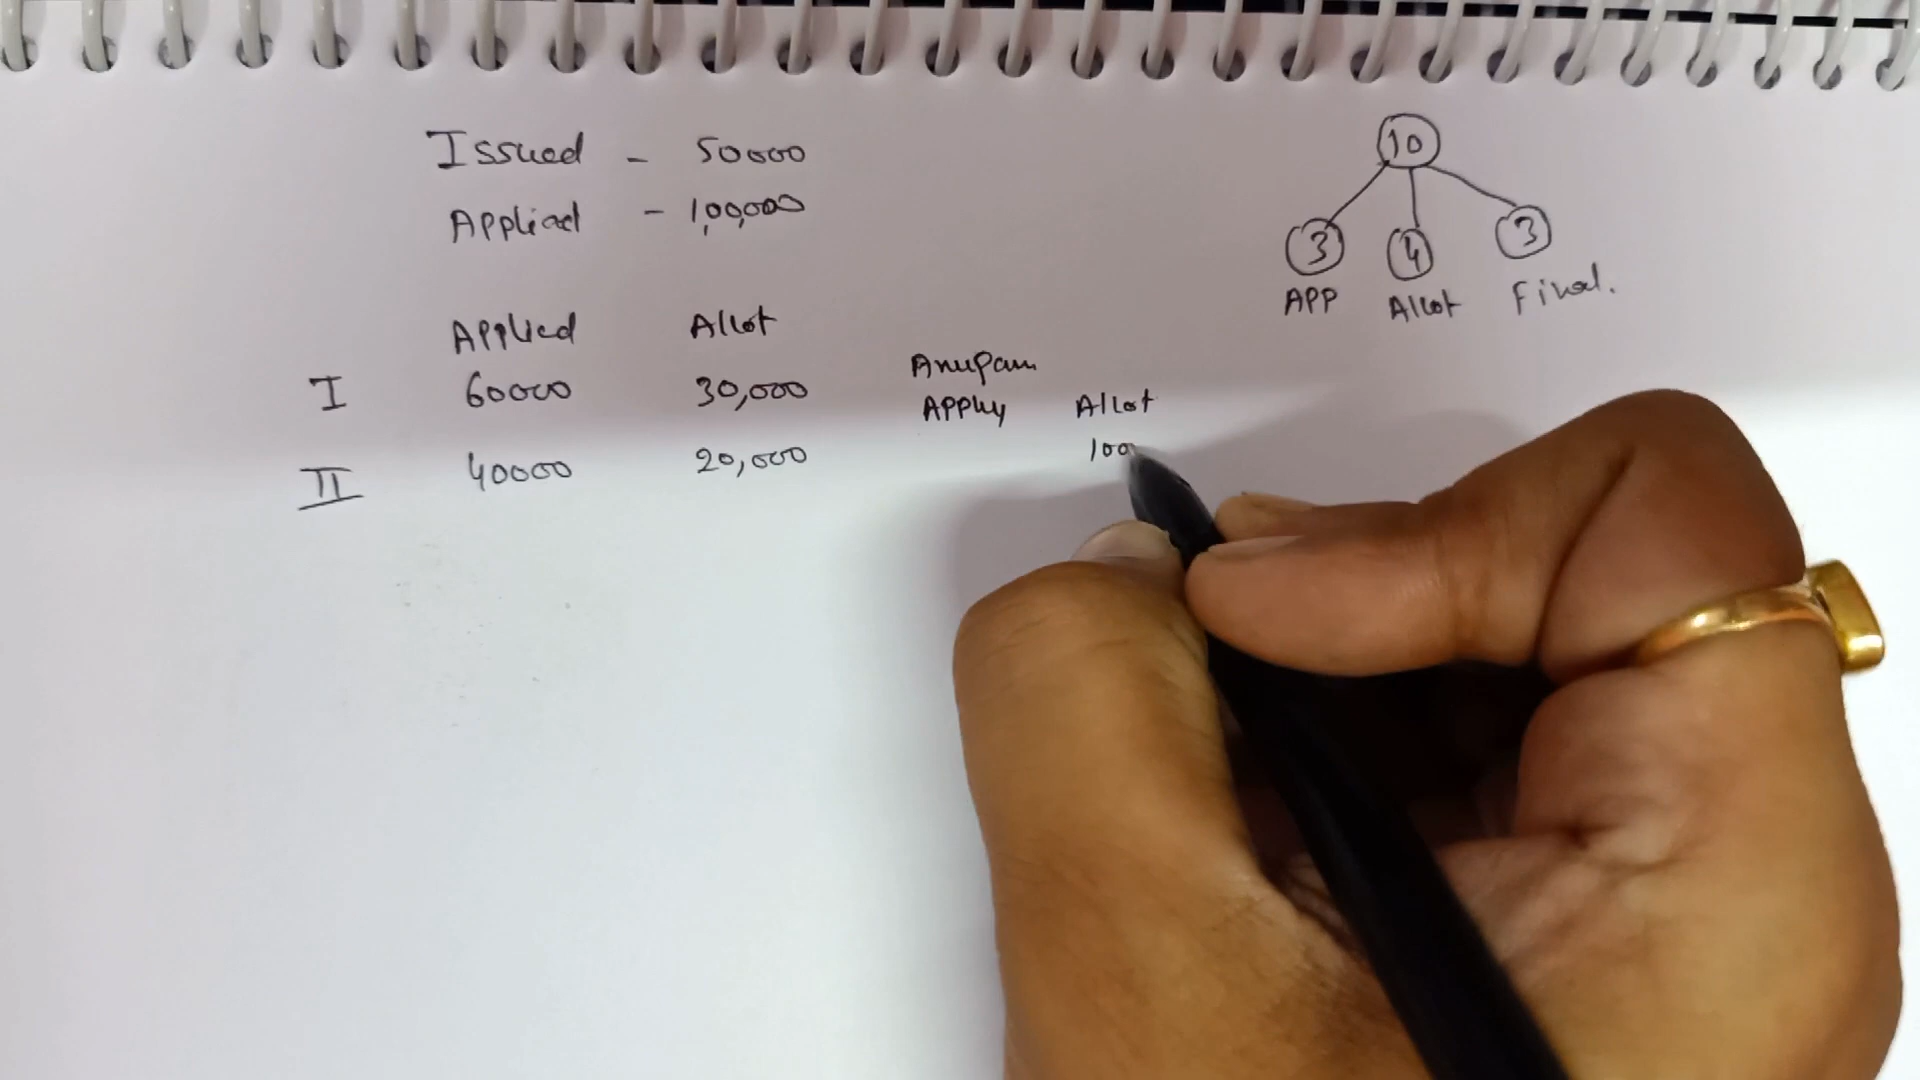 Issued - 50000
Applied - 1,00,000
10
3 4 3
APP Allot Final.
Applied Allot
I 60000 30,000
II 40000 20,000
Anupam
Apply Allot
100